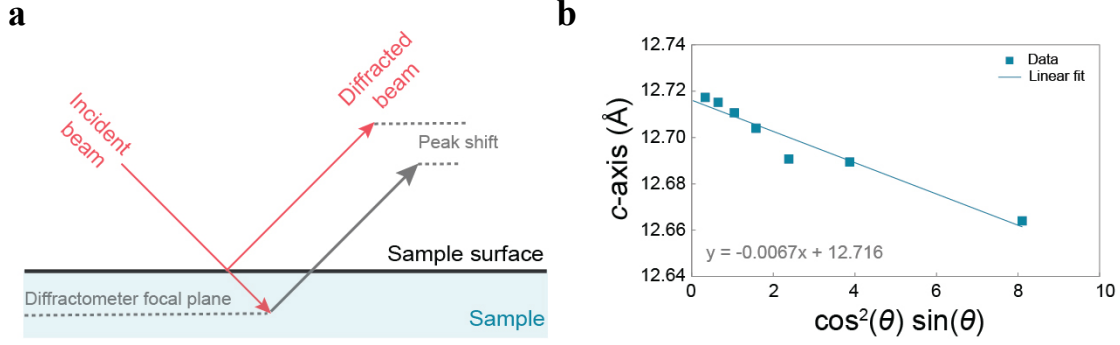 a
Incident
beam
Diffracted
beam
Peak shift
Sample surface
Diffractometer focal plane
Sample
b
c-axis (Å)
12.74
12.72
12.70
12.68
12.66
12.64
Data
Linear fit
y = -0.0067x + 12.716
0 2 4 6 8 10
cos²(θ) sin(θ)